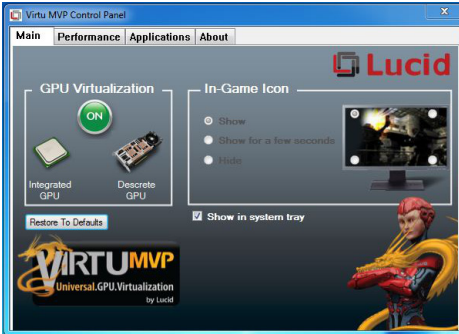 Virtu MVP Control Panel
Main Performance Applications About
Lucid
GPU Virtualization
ON
Integrated GPU
Descrete GPU
In-Game Icon
Show
Show for a few seconds
Hide
Restore To Defaults
Show in system tray
VIRTU MVP
Universal.GPU.Virtualization
by Lucid